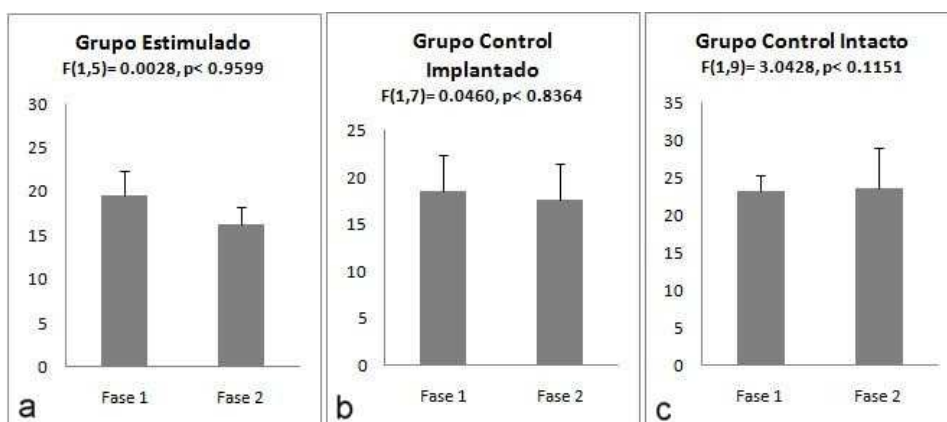 Grupo Estimulado
F(1,5)= 0.0028, p< 0.9599
30
25
20
15
10
5
0
Fase 1 Fase 2
a
Grupo Control
Implantado
F(1,7)= 0.0460, p< 0.8364
25
20
15
10
5
0
Fase 1 Fase 2
b
Grupo Control Intacto
F(1,9)= 3.0428, p< 0.1151
35
30
25
20
15
10
5
0
Fase 1 Fase 2
c